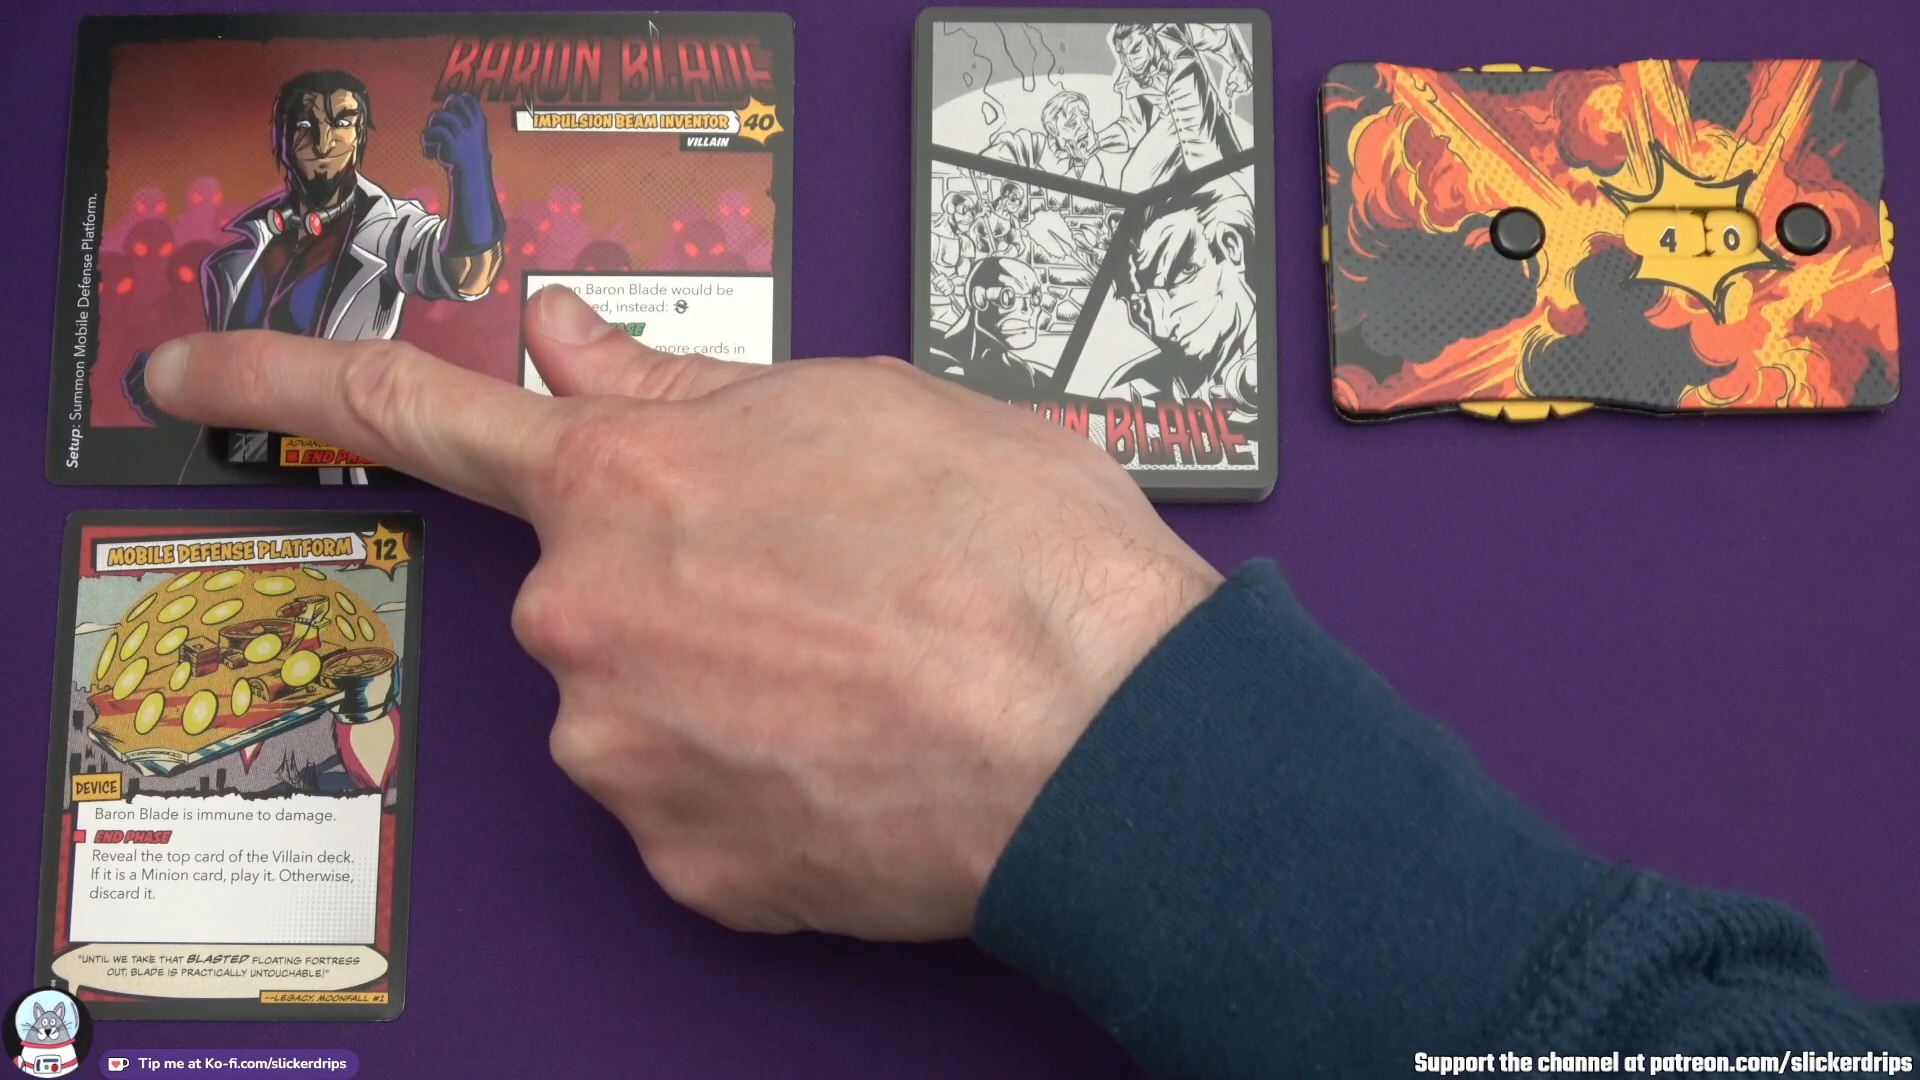 BARON BLADE
IMPULSION BEAM INVENTOR 40
VILLAIN
Setup: Summon Mobile Defense Platform.
Baron Blade would be
instead:
more cards in
END
BLADE
4 0
MOBILE DEFENSE PLATFORM 12
DEVICE
Baron Blade is immune to damage.
END PHASE
Reveal the top card of the Villain deck.
If it is a Minion card, play it. Otherwise,
discard it.
"UNTIL WE TAKE THAT BLASTED FLOATING FORTRESS
OUT, BLADE IS PRACTICALLY UNTOUCHABLE!"
--LEGACY, MOONFALL #1
Tip me at Ko-fi.com/slickerdrips
Support the channel at patreon.com/slickerdrips